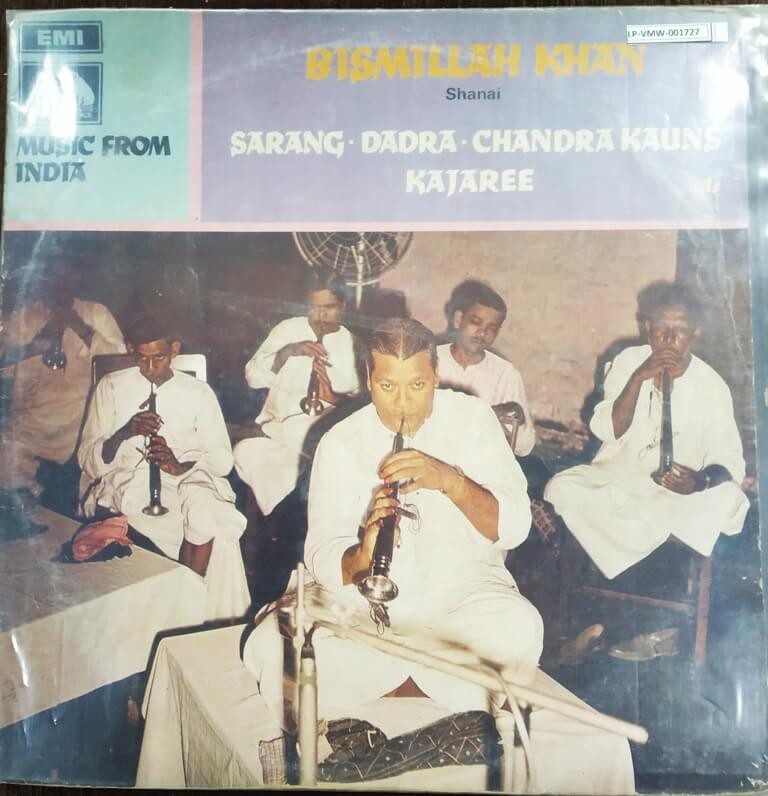 EMI
MUSIC FROM
INDIA
LP-VMW-001727
BISMILLAH KHAN
Shanai
SARANG · DADRA · CHANDRA KAUNS
KAJAREE